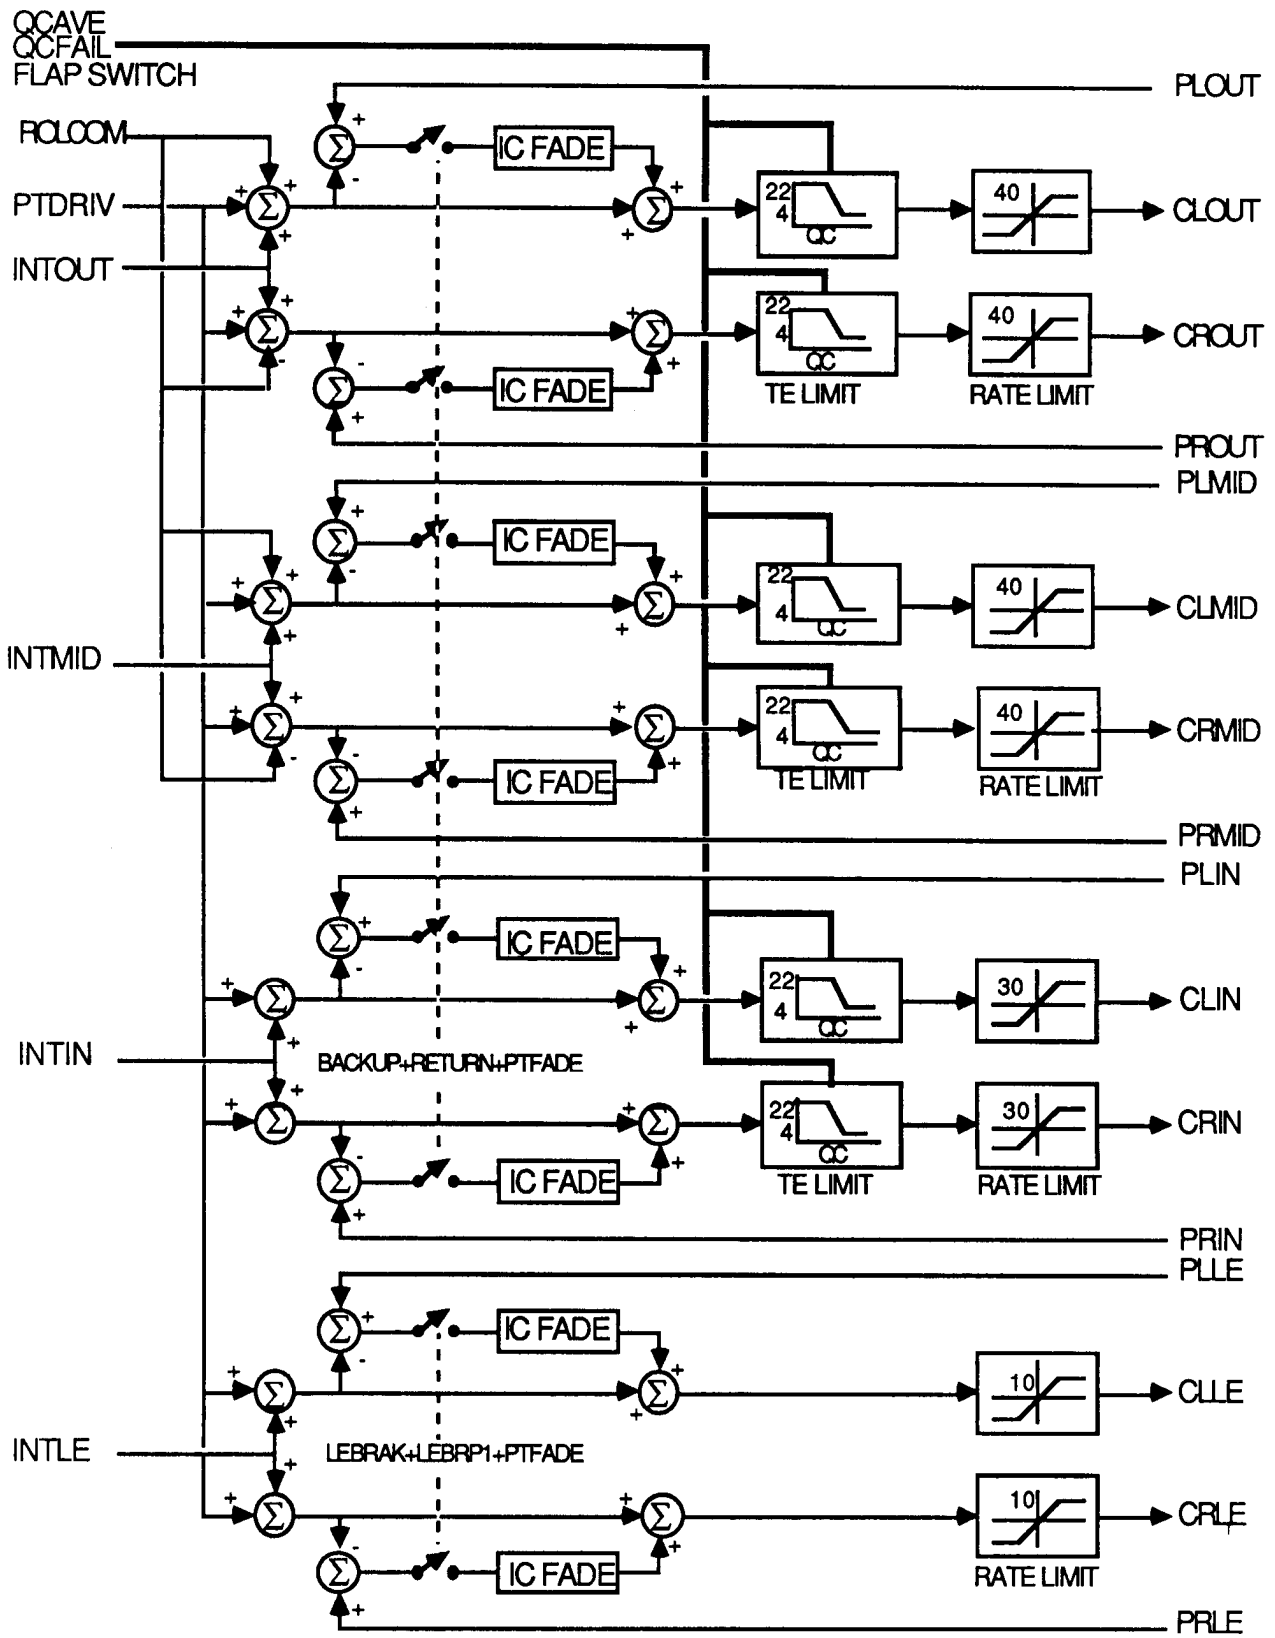 QCAVE
QCFAIL
FLAP SWITCH
PLOUT
ROLCOM
+ Σ - IC FADE
PTDRIV
+ + Σ + + Σ +
22 4 QC
40
CLOUT
INTOUT
+ + Σ - + Σ +
22 4 QC
40
CROUT
- Σ + IC FADE
TE LIMIT
RATE LIMIT
PROUT
PLMID
+ Σ - IC FADE
+ + Σ + + Σ +
22 4 QC
40
CLMID
INTMID
+ + Σ - + Σ +
22 4 QC
40
CRMID
- Σ + IC FADE
TE LIMIT
RATE LIMIT
PRMID
PLIN
+ Σ - IC FADE
+ Σ + + Σ +
22 4 QC
30
CLIN
INTIN
BACKUP+RETURN+PTFADE
+ + Σ + Σ +
22 4 QC
30
CRIN
- Σ + IC FADE
TE LIMIT
RATE LIMIT
PRIN
PLLE
+ Σ - IC FADE
+ Σ + + Σ +
10
CLLE
INTLE
LEBRAK+LEBRP1+PTFADE
+ + Σ + Σ +
10
CRLE
- Σ + IC FADE
RATE LIMIT
PRLE